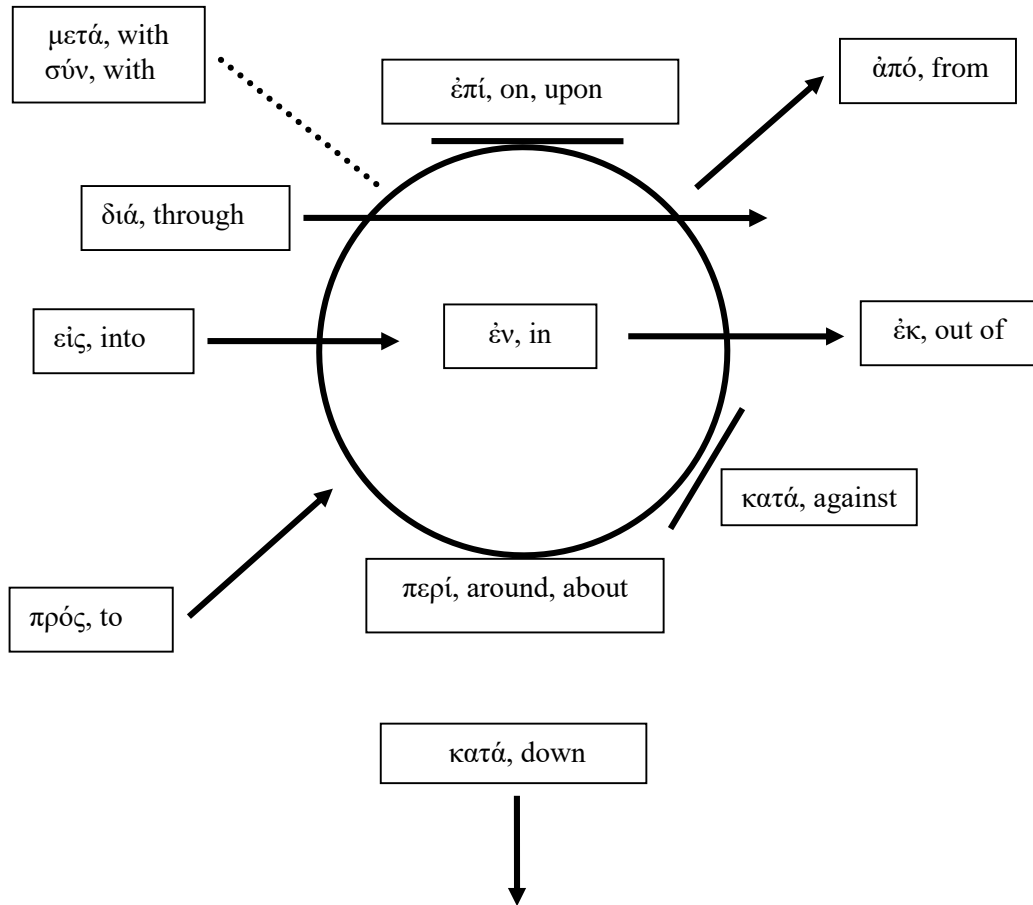 μετά, with
σύν, with
ἐπί, on, upon
ἀπό, from
διά, through
εἰς, into
ἐν, in
ἐκ, out of
κατά, against
περί, around, about
πρός, to
κατά, down